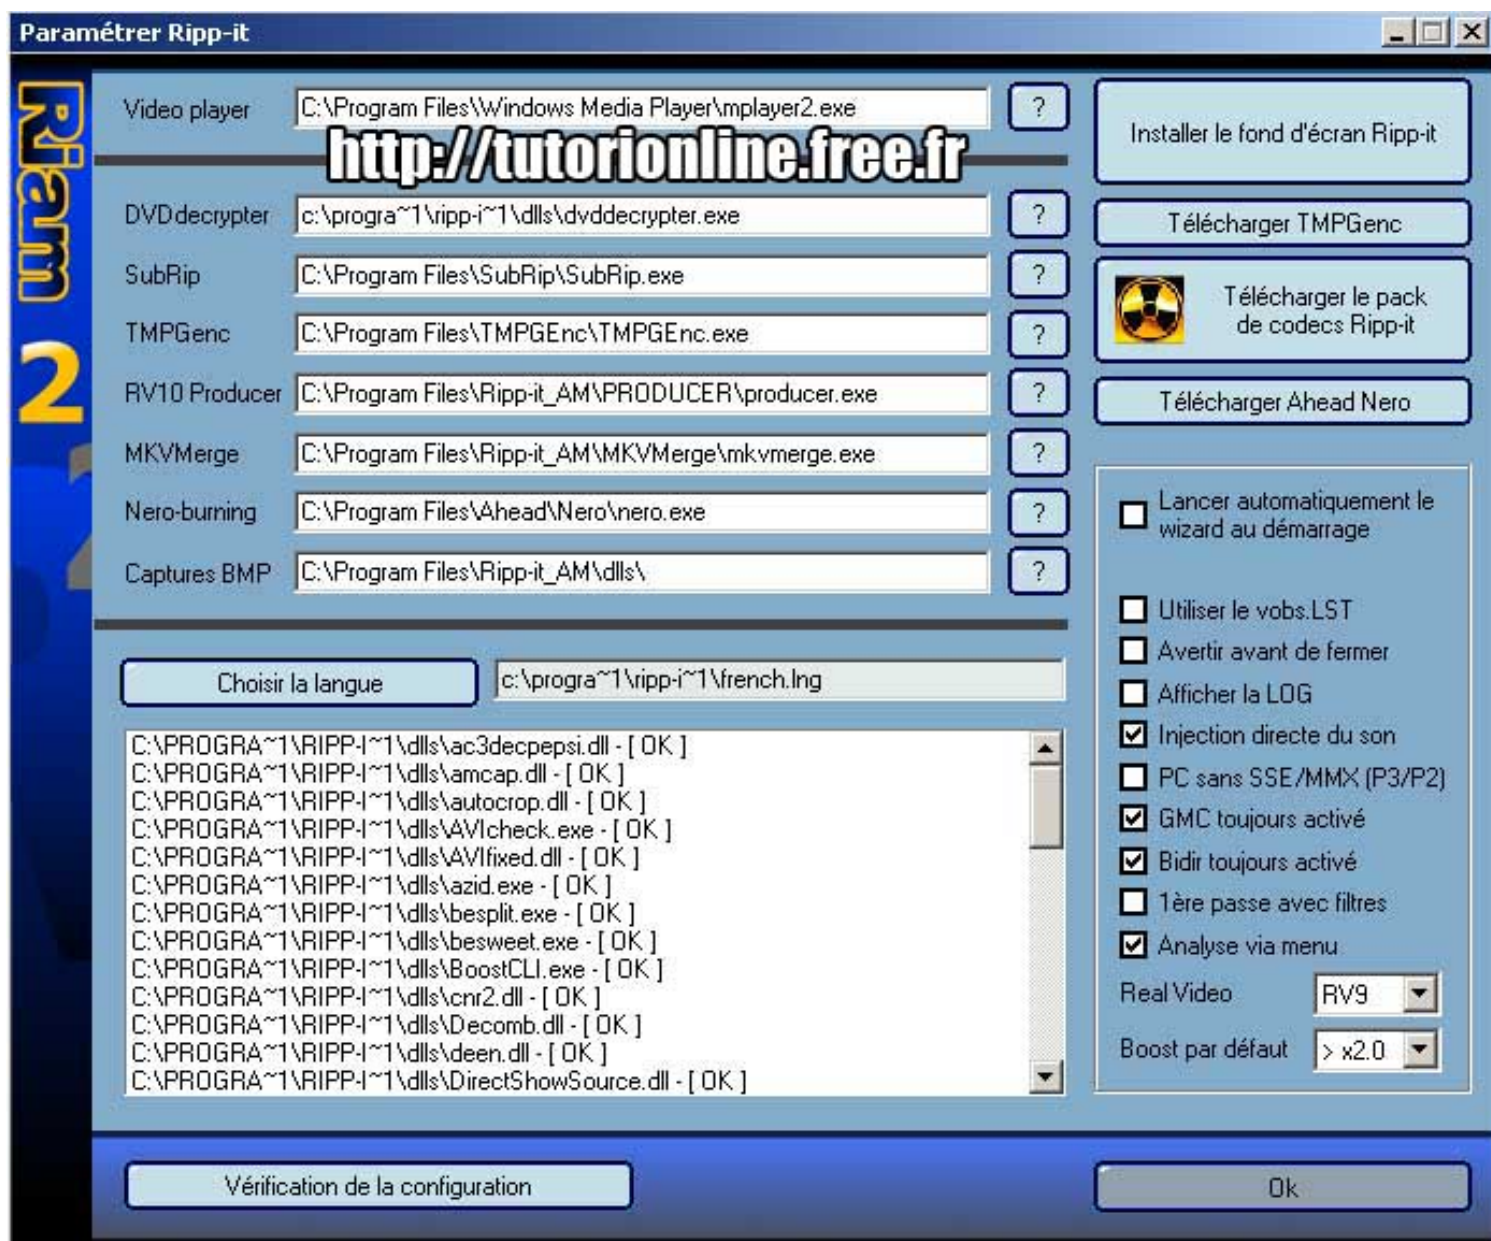 Paramétrer Ripp-it
Riam 2
Video player
C:\Program Files\Windows Media Player\mplayer2.exe
?
http://tutorionline.free.fr
DVDdecrypter
c:\progra~1\ripp-i~1\dlls\dvddecrypter.exe
?
SubRip
C:\Program Files\SubRip\SubRip.exe
?
TMPGenc
C:\Program Files\TMPGEnc\TMPGEnc.exe
?
RV10 Producer
C:\Program Files\Ripp-it_AM\PRODUCER\producer.exe
?
MKVMerge
C:\Program Files\Ripp-it_AM\MKVMerge\mkvmerge.exe
?
Nero-burning
C:\Program Files\Ahead\Nero\nero.exe
?
Captures BMP
C:\Program Files\Ripp-it_AM\dlls\
?
Choisir la langue
c:\progra~1\ripp-i~1\french.lng
C:\PROGRA~1\RIPP-I~1\dlls\ac3decpepsi.dll - [ OK ]
C:\PROGRA~1\RIPP-I~1\dlls\amcap.dll - [ OK ]
C:\PROGRA~1\RIPP-I~1\dlls\autocrop.dll - [ OK ]
C:\PROGRA~1\RIPP-I~1\dlls\AVIcheck.exe - [ OK ]
C:\PROGRA~1\RIPP-I~1\dlls\AVIfixed.dll - [ OK ]
C:\PROGRA~1\RIPP-I~1\dlls\azid.exe - [ OK ]
C:\PROGRA~1\RIPP-I~1\dlls\besplit.exe - [ OK ]
C:\PROGRA~1\RIPP-I~1\dlls\besweet.exe - [ OK ]
C:\PROGRA~1\RIPP-I~1\dlls\BoostCLI.exe - [ OK ]
C:\PROGRA~1\RIPP-I~1\dlls\cnr2.dll - [ OK ]
C:\PROGRA~1\RIPP-I~1\dlls\Decomb.dll - [ OK ]
C:\PROGRA~1\RIPP-I~1\dlls\deen.dll - [ OK ]
C:\PROGRA~1\RIPP-I~1\dlls\DirectShowSource.dll - [ OK ]
Installer le fond d'écran Ripp-it
Télécharger TMPGenc
Télécharger le pack
de codecs Ripp-it
Télécharger Ahead Nero
Lancer automatiquement le
wizard au démarrage
Utiliser le vobs.LST
Avertir avant de fermer
Afficher la LOG
Injection directe du son
PC sans SSE/MMX (P3/P2)
GMC toujours activé
Bidir toujours activé
1ère passe avec filtres
Analyse via menu
Real Video
RV9
Boost par défaut
> x2.0
Vérification de la configuration
Ok